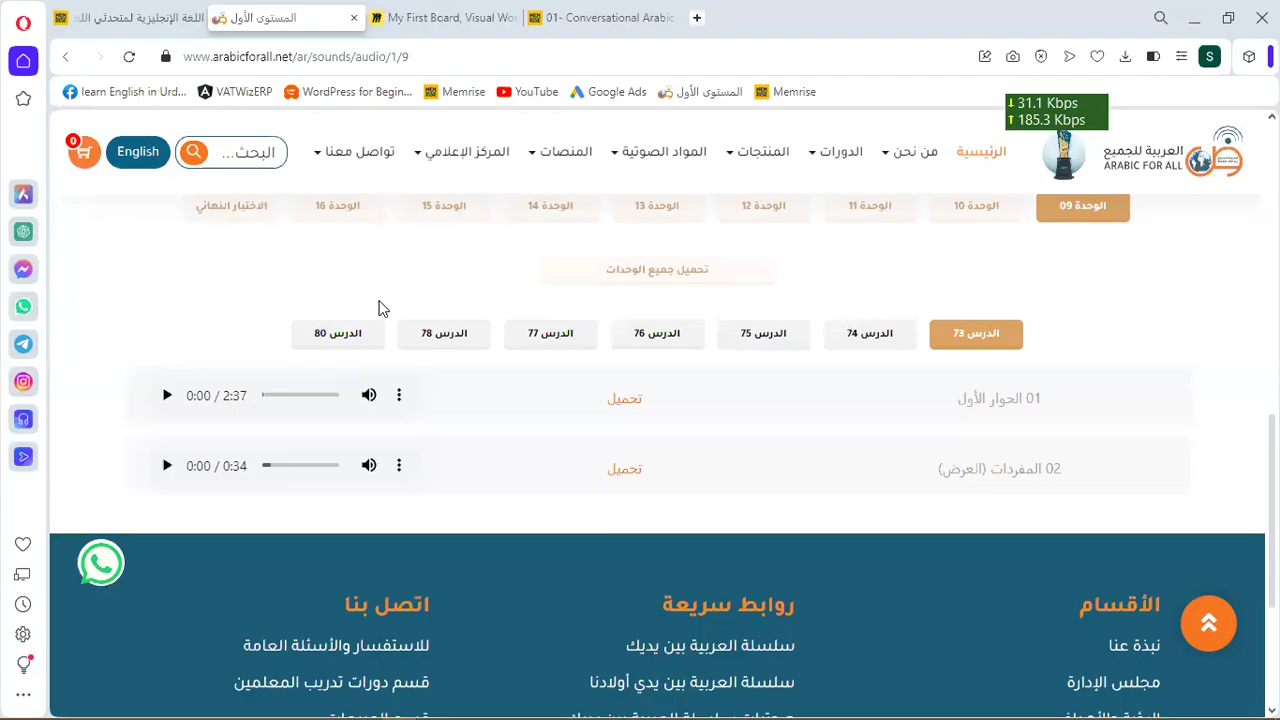 اللغة الإنجليزية لمتحدثي الل
المستوى الأول
My First Board, Visual Wo
01- Conversational Arabic
www.arabicforall.net/ar/sounds/audio/1/9
S
learn English in Urd...
VATWizERP
WordPress for Begin...
Memrise
YouTube
Google Ads
المستوى الأول
Memrise
↓ 31.1 Kbps
↑ 185.3 Kbps
العربية للجميع
ARABIC FOR ALL
الرئيسية
من نحن
الدورات
المنتجات
المواد الصوتية
المنصات
المركز الإعلامي
تواصل معنا
البحث...
English
0
الوحدة 09
الوحدة 10
الوحدة 11
الوحدة 12
الوحدة 13
الوحدة 14
الوحدة 15
الوحدة 16
الاختبار النهائي
تحميل جميع الوحدات
الدرس 73
الدرس 74
الدرس 75
الدرس 76
الدرس 77
الدرس 78
الدرس 80
01 الحوار الأول
تحميل
0:00 / 2:37
02 المفردات (العرض)
تحميل
0:00 / 0:34
الأقسام
نبذة عنا
مجلس الإدارة
روابط سريعة
سلسلة العربية بين يديك
سلسلة العربية بين يدي أولادنا
اتصل بنا
للاستفسار والأسئلة العامة
قسم دورات تدريب المعلمين